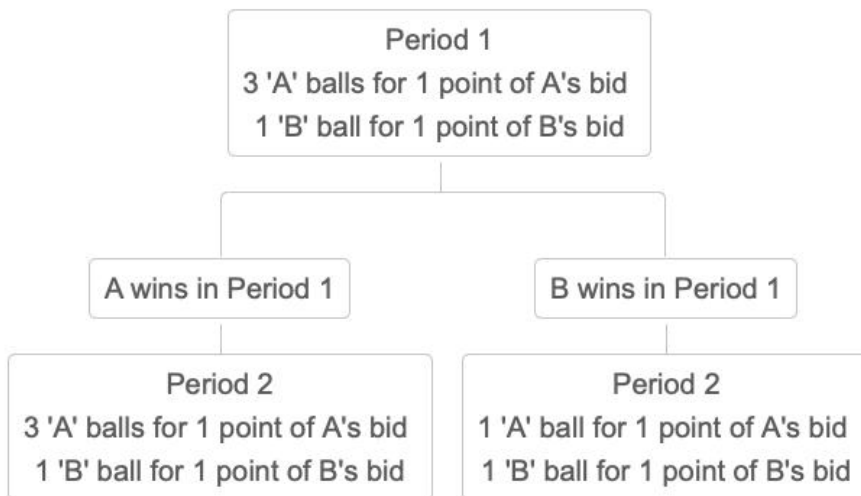 Period 1
3 'A' balls for 1 point of A's bid
1 'B' ball for 1 point of B's bid
A wins in Period 1
B wins in Period 1
Period 2
3 'A' balls for 1 point of A's bid
1 'B' ball for 1 point of B's bid
Period 2
1 'A' ball for 1 point of A's bid
1 'B' ball for 1 point of B's bid